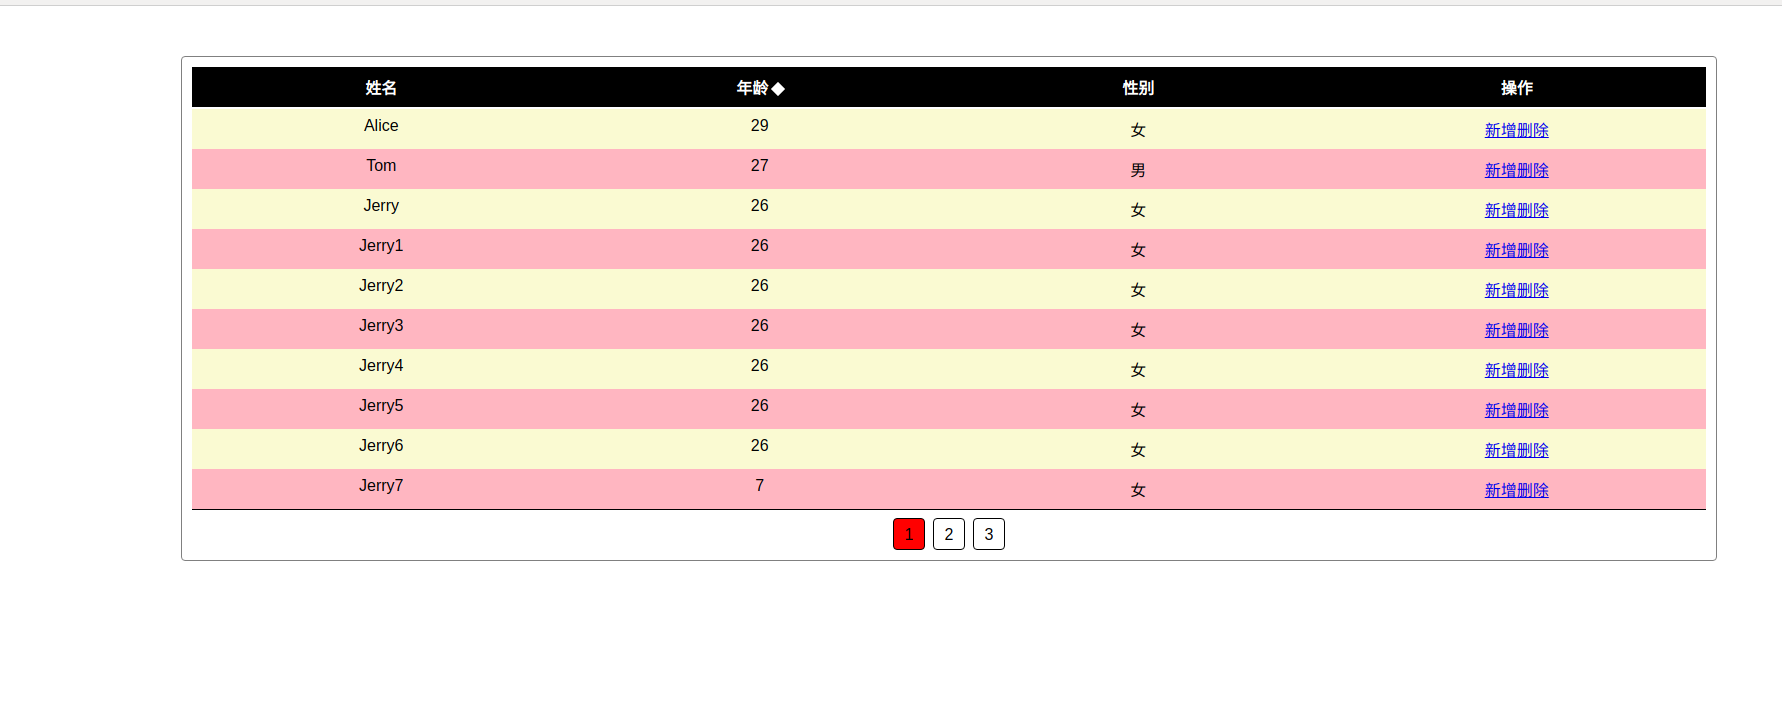 姓名 年龄◆ 性别 操作
Alice 29 女 新增删除
Tom 27 男 新增删除
Jerry 26 女 新增删除
Jerry1 26 女 新增删除
Jerry2 26 女 新增删除
Jerry3 26 女 新增删除
Jerry4 26 女 新增删除
Jerry5 26 女 新增删除
Jerry6 26 女 新增删除
Jerry7 7 女 新增删除
1 2 3